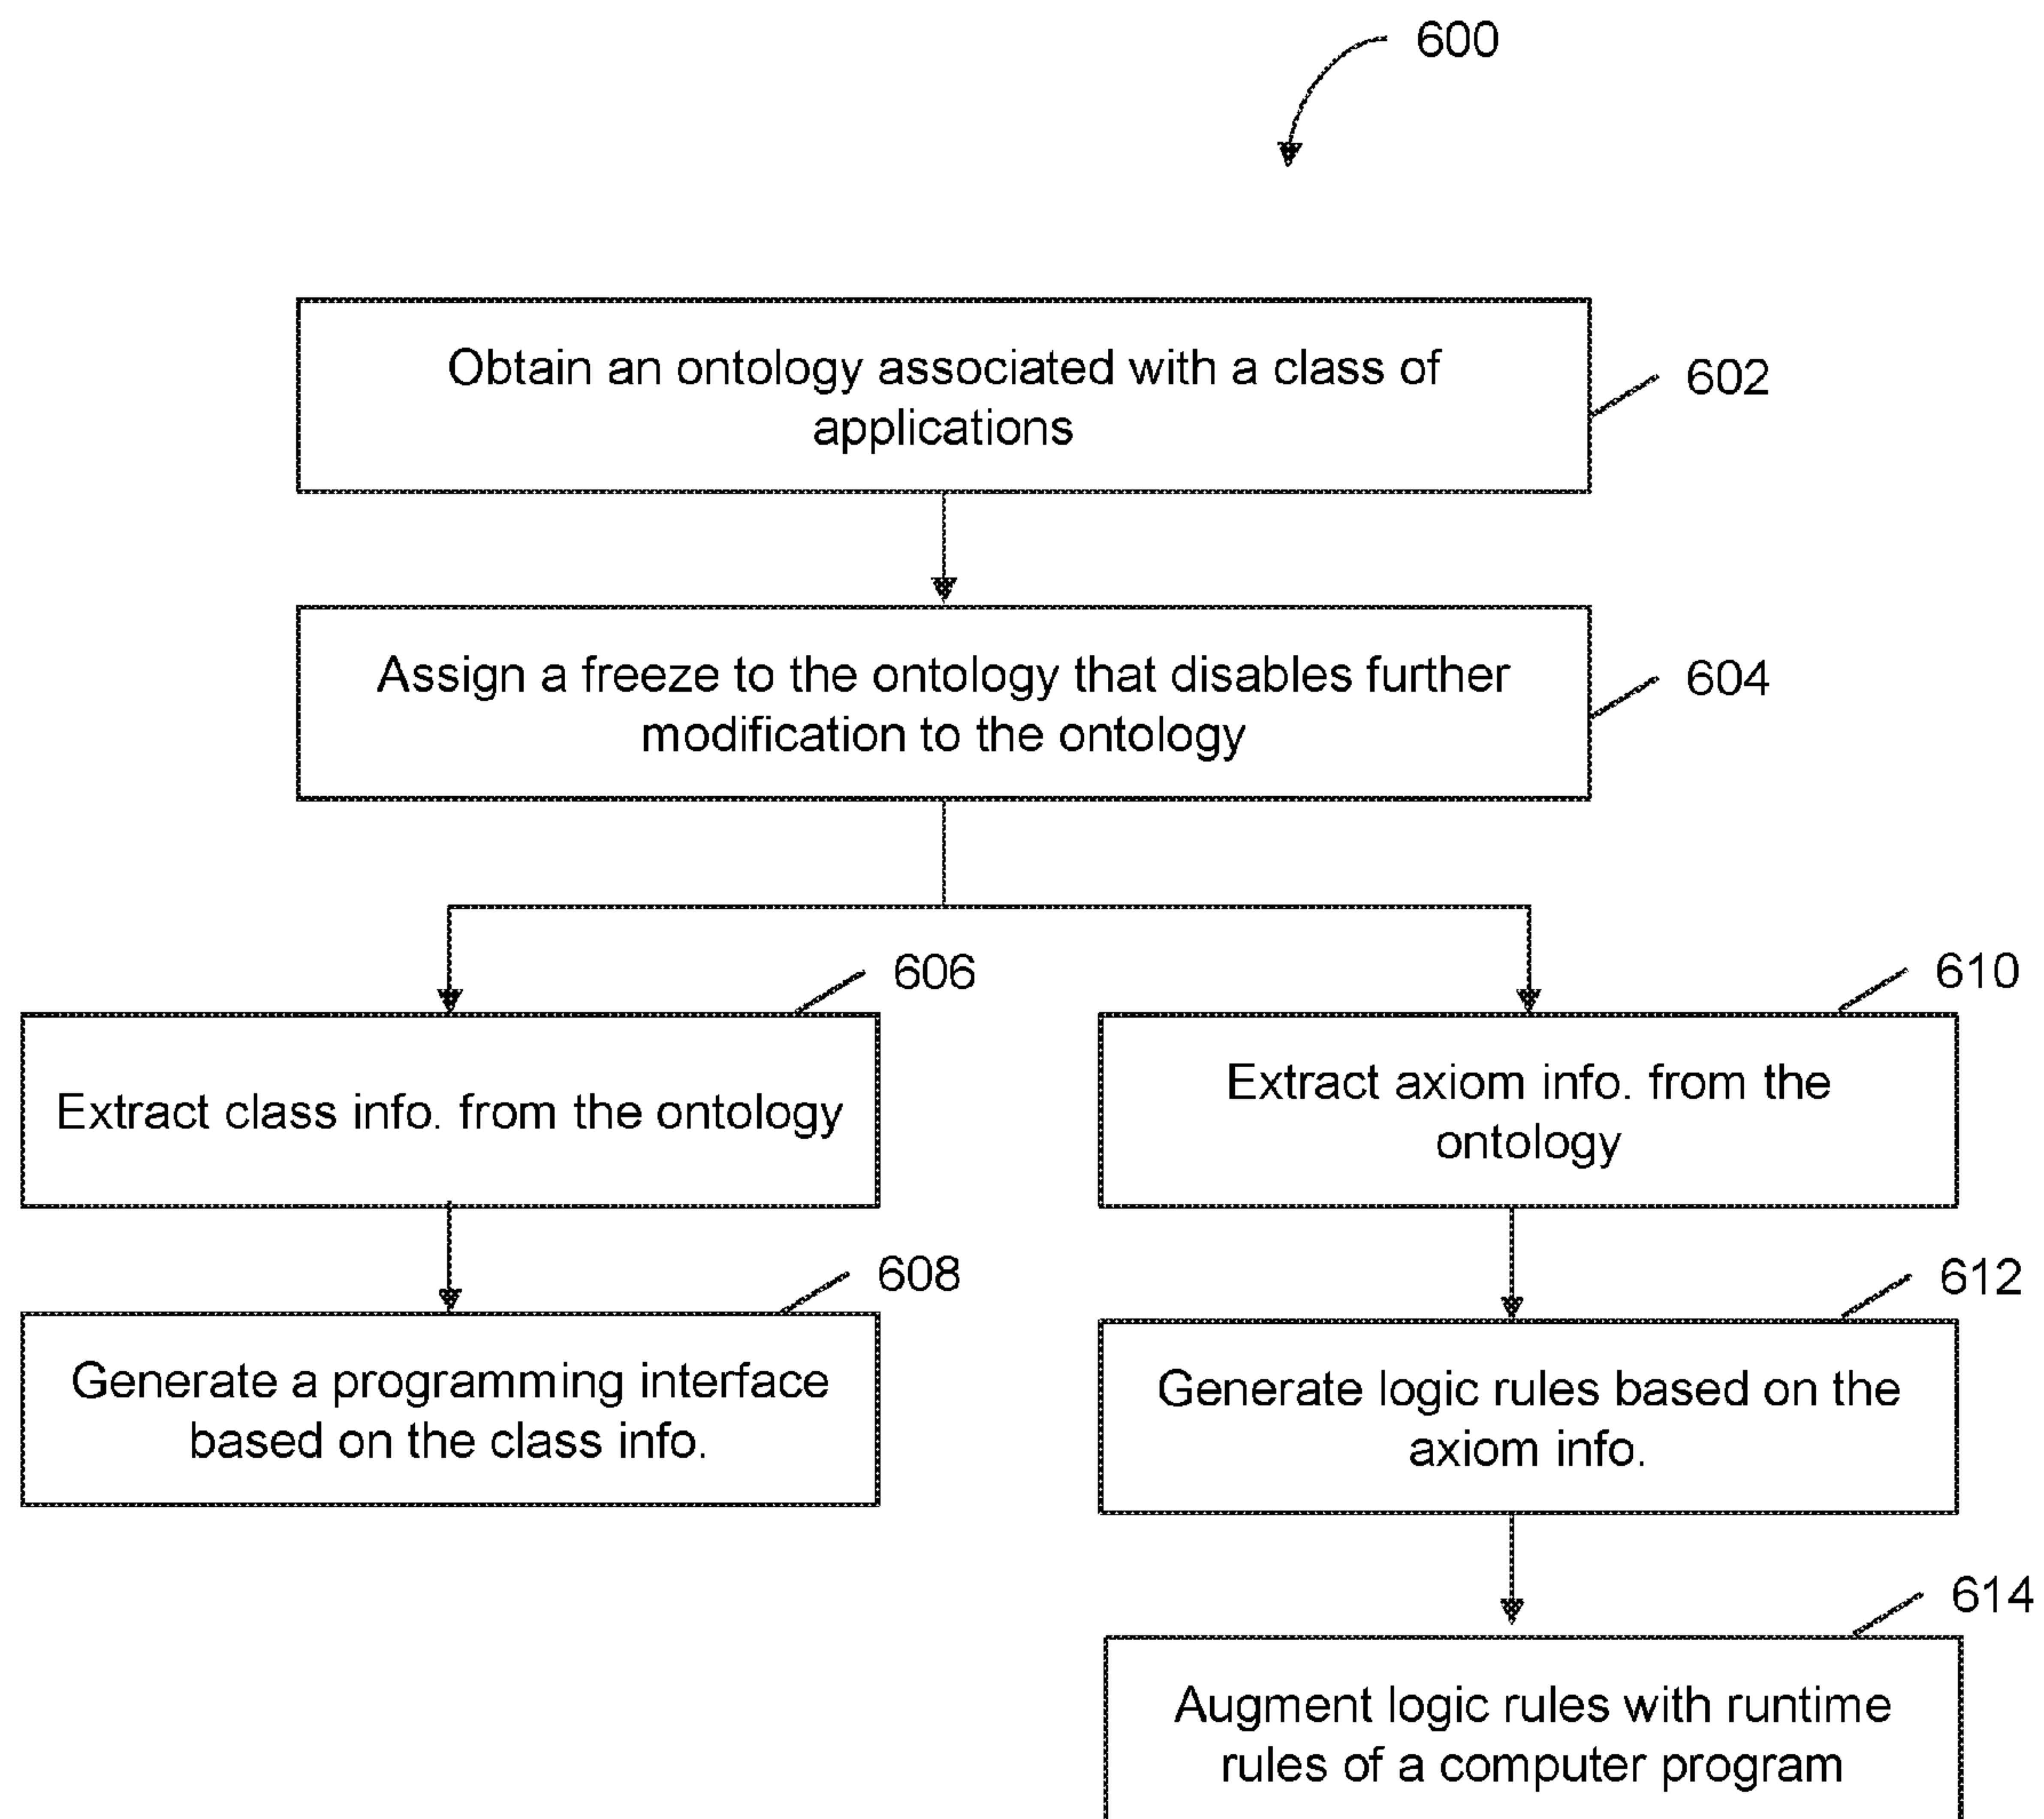 600
Obtain an ontology associated with a class of
applications
602
Assign a freeze to the ontology that disables further
modification to the ontology
604
606
Extract class info. from the ontology
610
Extract axiom info. from the
ontology
608
Generate a programming interface
based on the class info.
612
Generate logic rules based on the
axiom info.
614
Augment logic rules with runtime
rules of a computer program